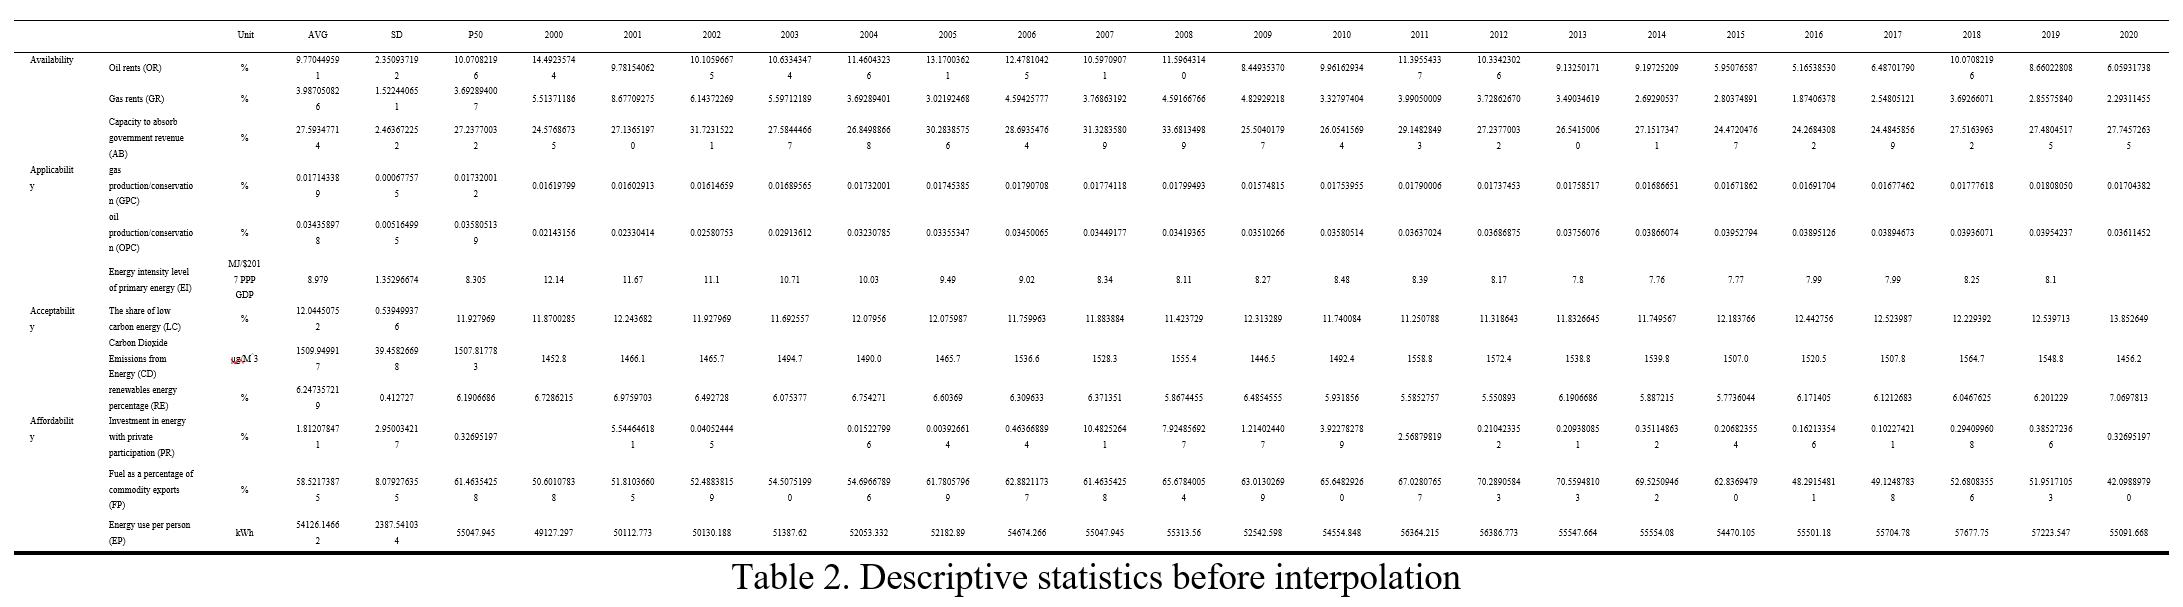 Unit AVG SD P50 2000 2001 2002 2003 2004 2005 2006 2007 2008 2009 2010 2011 2012 2013 2014 2015 2016 2017 2018 2019 2020
Availability Oil rents (OR) % 9.770449591 2.350937192 10.07082196 14.49235744 9.78154062 10.10596675 10.63343474 11.46043236 13.17003621 12.47810425 10.59709071 11.59643140 8.44935370 9.96162934 11.39554337 10.33423026 9.13250171 9.19725209 5.95076587 5.16538530 6.48701790 10.07082196 8.66022808 6.05931738
Gas rents (GR) % 3.987050826 1.522440651 3.692894007 5.51371186 8.67709275 6.14372269 5.59712189 3.69289401 3.02192468 4.59425777 3.76863192 4.59166766 4.82929218 3.32797404 3.99050009 3.72862670 3.49034619 2.69290537 2.80374891 1.87406378 2.54805121 3.69266071 2.85575840 2.29311455
Capacity to absorb government revenue (AB) % 27.59347714 2.463672252 27.23770032 24.57686735 27.13651970 31.72315221 27.58444667 26.84988668 30.28385756 28.69354764 31.32835809 33.68134989 25.50401797 26.05415694 29.14828493 27.23770032 26.54150060 27.15173471 24.47204767 24.26843082 24.48458569 27.51639632 27.48045175 27.74572635
Applicability gas production/conservation (GPC) % 0.017143389 0.000677575 0.017320012 0.01619799 0.01602913 0.01614659 0.01689565 0.01732001 0.01745385 0.01790708 0.01774118 0.01799493 0.01574815 0.01753955 0.01790006 0.01737453 0.01758517 0.01686651 0.01671862 0.01691704 0.01677462 0.01777618 0.01808050 0.01704382
oil production/conservation (OPC) % 0.034358978 0.005164995 0.035805139 0.02143156 0.02330414 0.02580753 0.02913612 0.03230785 0.03355347 0.03450065 0.03449177 0.03419365 0.03510266 0.03580514 0.03637024 0.03686875 0.03756076 0.03866074 0.03952794 0.03895126 0.03894673 0.03936071 0.03954237 0.03611452
Energy intensity level of primary energy (EI) MJ/$2017 PPP GDP 8.979 1.35296674 8.305 12.14 11.67 11.1 10.71 10.03 9.49 9.02 8.34 8.11 8.27 8.48 8.39 8.17 7.8 7.76 7.77 7.99 7.99 8.25 8.1
Acceptability The share of low carbon energy (LC) % 12.04450752 0.539499376 11.927969 11.8700285 12.243682 11.927969 11.692557 12.07956 12.075987 11.759963 11.883884 11.423729 12.313289 11.740084 11.250788 11.318643 11.8326645 11.749567 12.183766 12.442756 12.523987 12.229392 12.539713 13.852649
Carbon Dioxide Emissions from Energy (CD) μg/M^3 1509.949917 39.45826698 1507.817783 1452.8 1466.1 1465.7 1494.7 1490.0 1465.7 1536.6 1528.3 1555.4 1446.5 1492.4 1558.8 1572.4 1538.8 1539.8 1507.0 1520.5 1507.8 1564.7 1548.8 1456.2
renewables energy percentage (RE) % 6.247357219 0.412727 6.1906686 6.7286215 6.9759703 6.492728 6.075377 6.754271 6.60369 6.309633 6.371351 5.8674455 6.4854555 5.931856 5.5852757 5.550893 6.1906686 5.887215 5.7736044 6.171405 6.1212683 6.0467625 6.201229 7.0697813
Affordability Investment in energy with private participation (PR) % 1.812078471 2.950034217 0.32695197 5.544646181 0.040524445 0.015227996 0.003926614 0.463668894 10.48252641 7.924856927 1.214024407 3.922782789 2.56879819 0.210423352 0.209380851 0.351148632 0.206823554 0.162133546 0.102274211 0.294099608 0.385272366 0.32695197
Fuel as a percentage of commodity exports (FP) % 58.52173875 8.079276355 61.46354258 50.60107838 51.81036605 52.48838159 54.50751990 54.69667896 61.78057969 62.88211737 61.46354258 65.67840054 63.01302699 65.64829260 67.02807657 70.28905843 70.55948103 69.52509462 62.83694790 48.29154811 49.12487838 52.68083556 51.95171053 42.09889790
Energy use per person (EP) kWh 54126.14662 2387.541034 55047.945 49127.297 50112.773 50130.188 51387.62 52053.332 52182.89 54674.266 55047.945 55313.56 52542.598 54554.848 56364.215 56386.773 55547.664 55554.08 54470.105 55501.18 55704.78 57677.75 57223.547 55091.668
Table 2. Descriptive statistics before interpolation